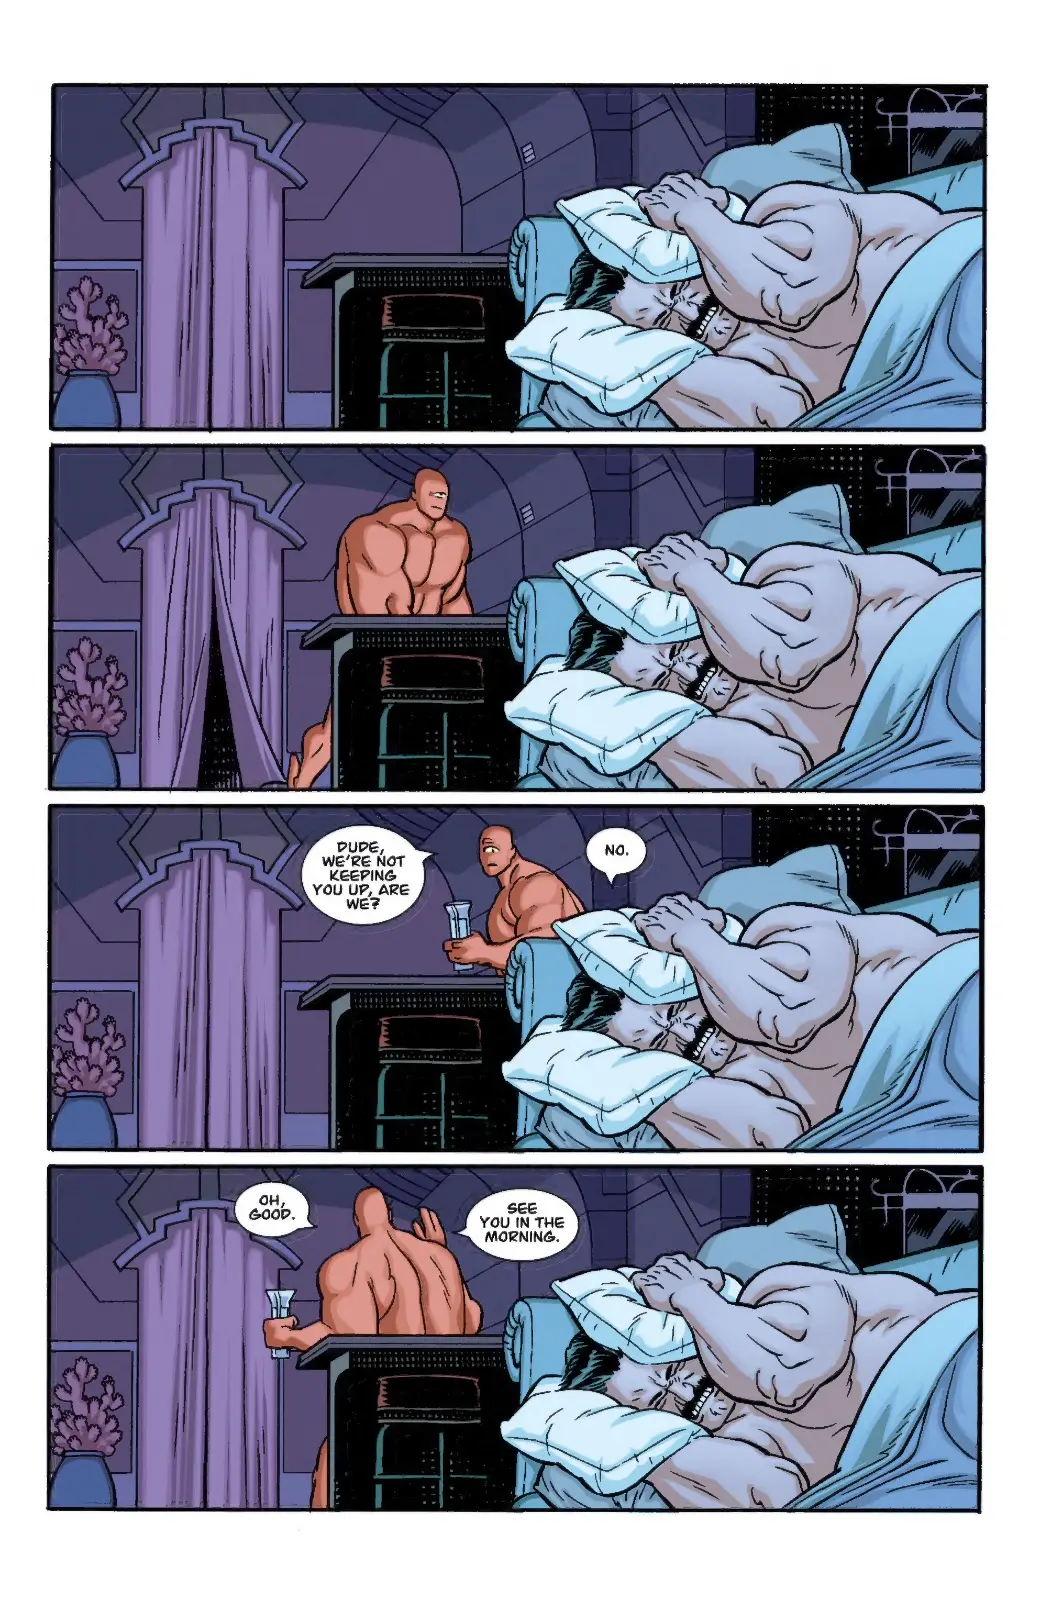 DUDE,
WE'RE NOT
KEEPING
YOU UP, ARE
WE?
NO.
OH,
GOOD.
SEE
YOU IN THE
MORNING.